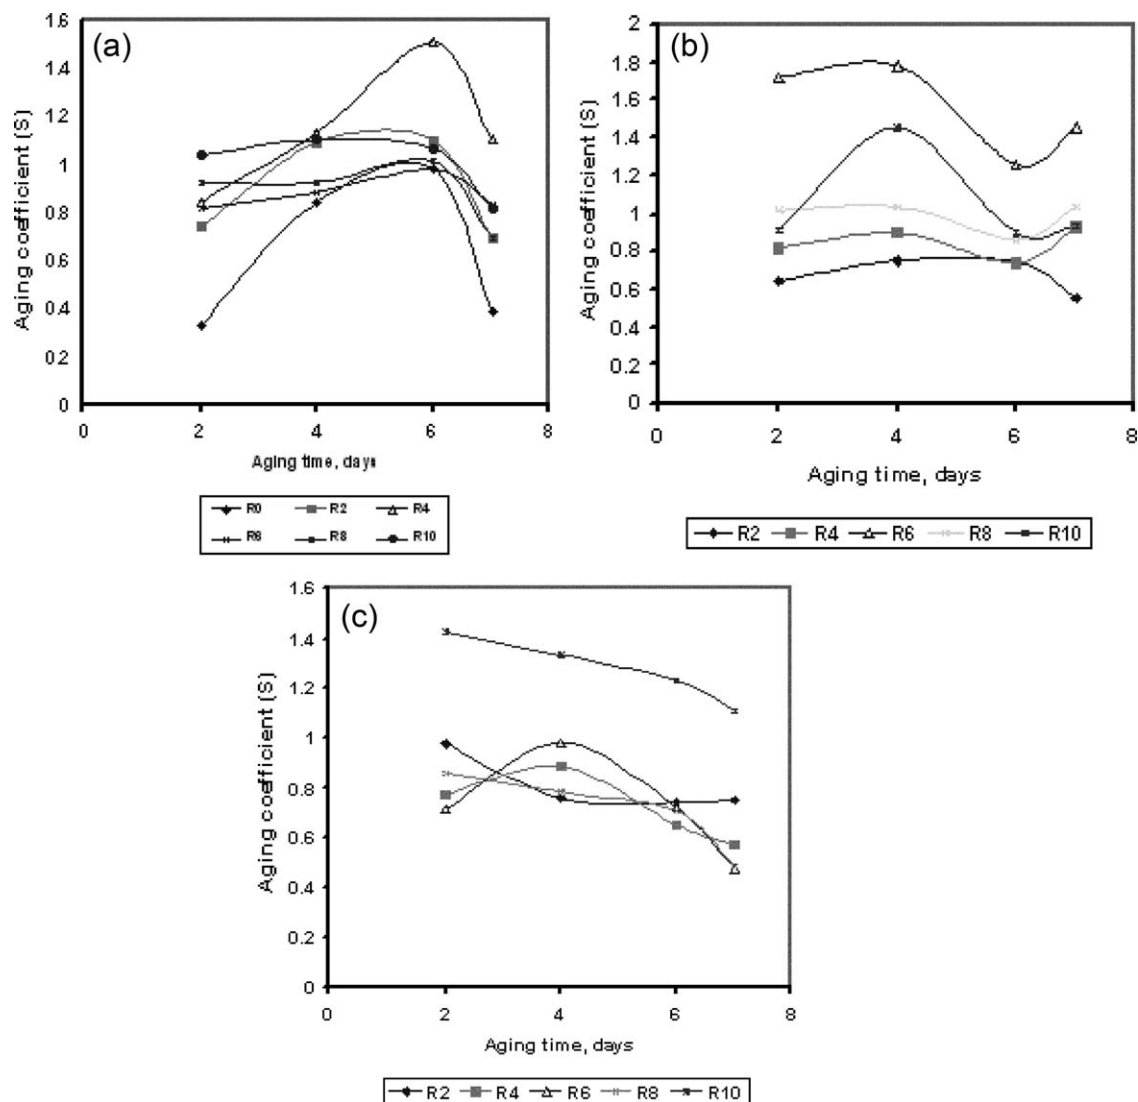 (a)
Aging coefficient (S)
1.6
1.4
1.2
1
0.8
0.6
0.4
0.2
0
0 2 4 6 8
Aging time, days
R0 R2 R4
R6 R8 R10
(b)
Aging coefficient (S)
2
1.8
1.6
1.4
1.2
1
0.8
0.6
0.4
0.2
0
0 2 4 6 8
Aging time, days
R2 R4 R6 R8 R10
(c)
Aging coefficient (S)
1.6
1.4
1.2
1
0.8
0.6
0.4
0.2
0
0 2 4 6 8
Aging time, days
R2 R4 R6 R8 R10